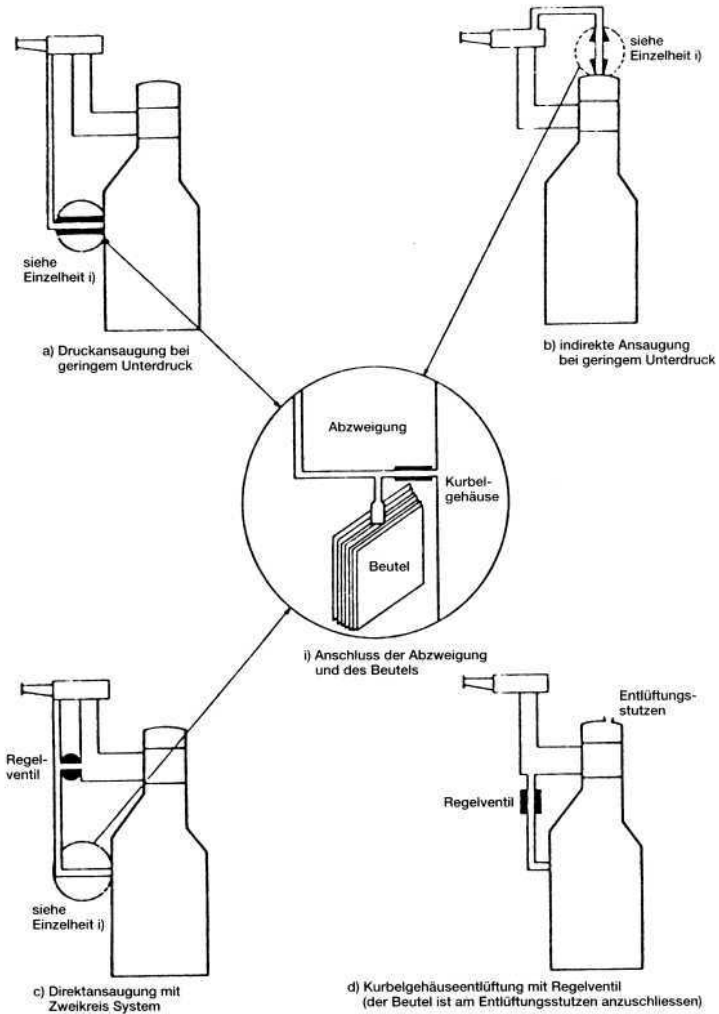 siehe
Einzelheit i)
siehe
Einzelheit i)
a) Druckansaugung bei
geringem Unterdruck
b) indirekte Ansaugung
bei geringem Unterdruck
Abzweigung
Kurbel-
gehäuse
Beutel
i) Anschluss der Abzweigung
und des Beutels
Regel-
ventil
siehe
Einzelheit i)
c) Direktansaugung mit
Zweikreis System
Entlüftungs-
stutzen
Regelventil
d) Kurbelgehäuseentlüftung mit Regelventil
(der Beutel ist am Entlüftungsstutzen anzuschliessen)